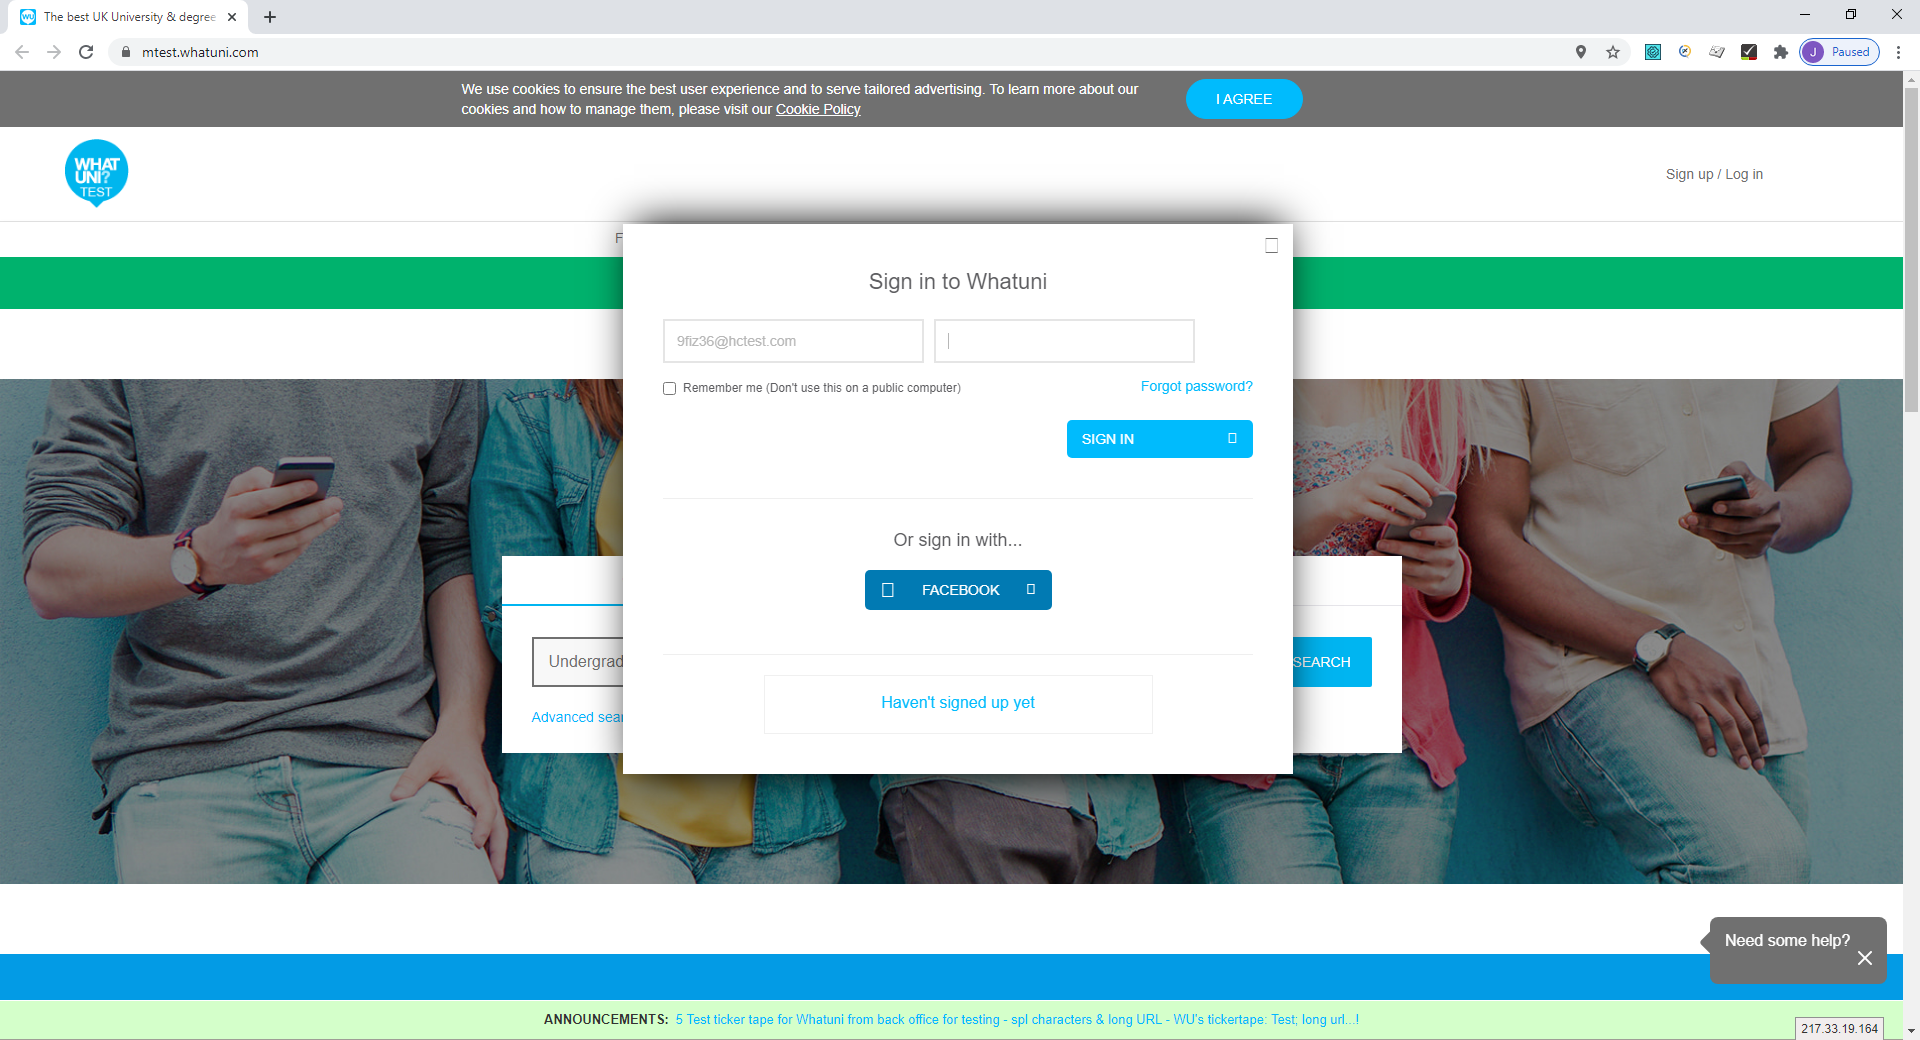 The best UK University & degree
mtest.whatuni.com
J Paused
We use cookies to ensure the best user experience and to serve tailored advertising. To learn more about our
cookies and how to manage them, please visit our Cookie Policy
I AGREE
WHAT
UNI?
TEST
Sign up / Log in
F
Sign in to Whatuni
9fiz36@hctest.com
Remember me (Don't use this on a public computer)
Forgot password?
SIGN IN
Or sign in with...
FACEBOOK
Undergrad
SEARCH
Advanced sear
Haven't signed up yet
Need some help?
ANNOUNCEMENTS: 5 Test ticker tape for Whatuni from back office for testing - spl characters & long URL - WU's tickertape: Test; long url...!
217.33.19.164